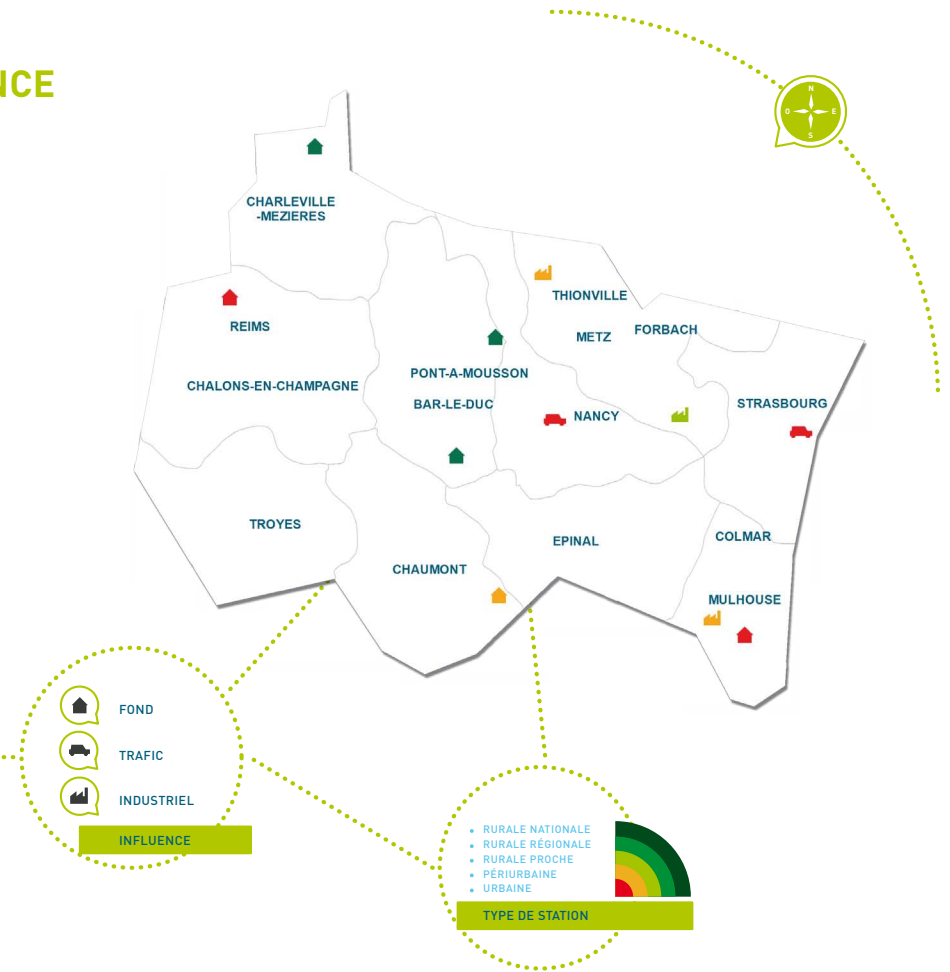 NCE
N
O E
S
CHARLEVILLE
-MEZIERES
THIONVILLE
REIMS
METZ
FORBACH
PONT-A-MOUSSON
CHALONS-EN-CHAMPAGNE
BAR-LE-DUC
NANCY
STRASBOURG
TROYES
CHAUMONT
EPINAL
COLMAR
MULHOUSE
FOND
TRAFIC
INDUSTRIEL
INFLUENCE
• RURALE NATIONALE
• RURALE RÉGIONALE
• RURALE PROCHE
• PÉRIURBAINE
• URBAINE
TYPE DE STATION